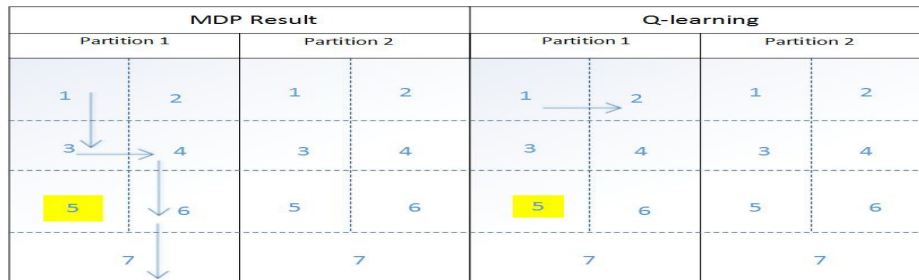 MDP Result Q-learning
Partition 1 Partition 2 Partition 1 Partition 2
1 2 1 2 1 2 1 2
3 4 3 4 3 4 3 4
5 6 5 6 5 6 5 6
7 7 7